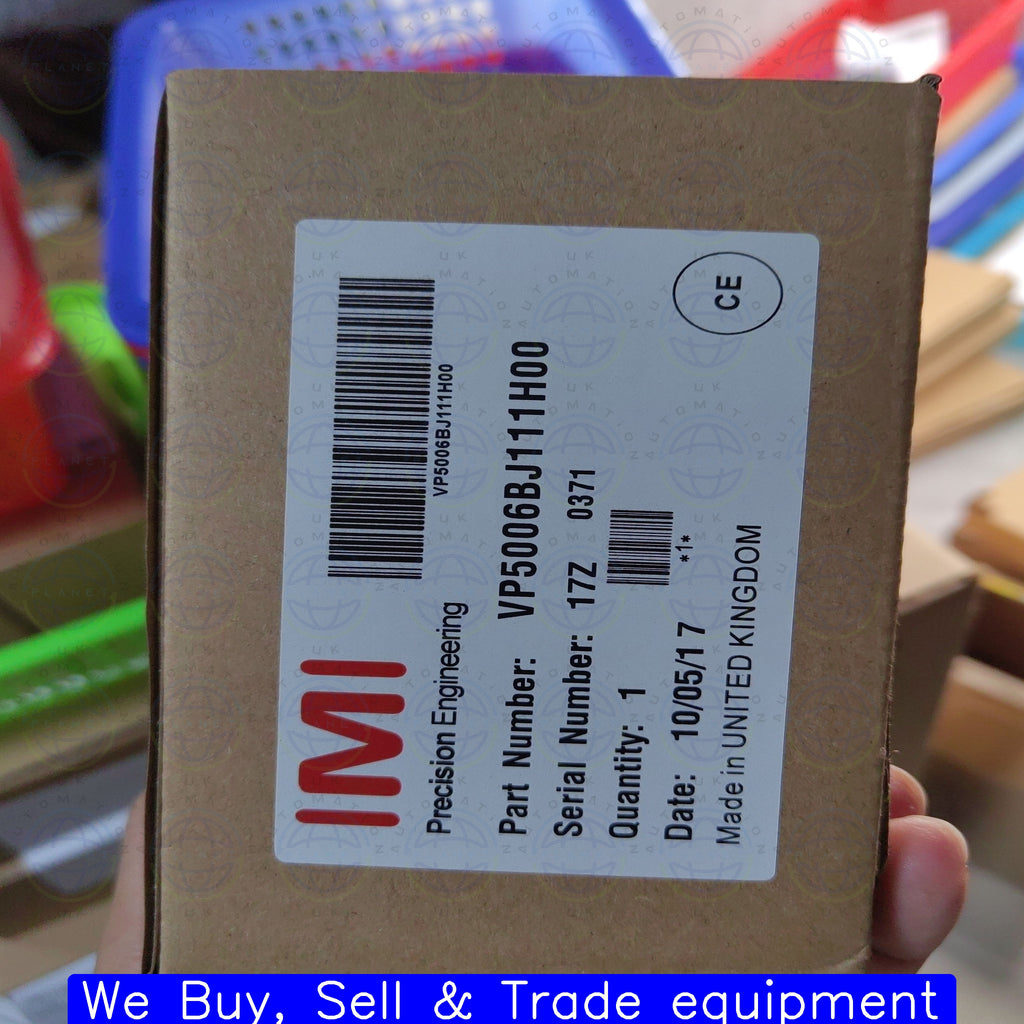 IMI
Precision Engineering
VP5006BJ111H00
Part Number: VP5006BJ111H00
Serial Number: 17Z 0371
Quantity: 1
*1*
Date: 10/05/17
Made in UNITED KINGDOM
CE
We Buy, Sell & Trade equipment